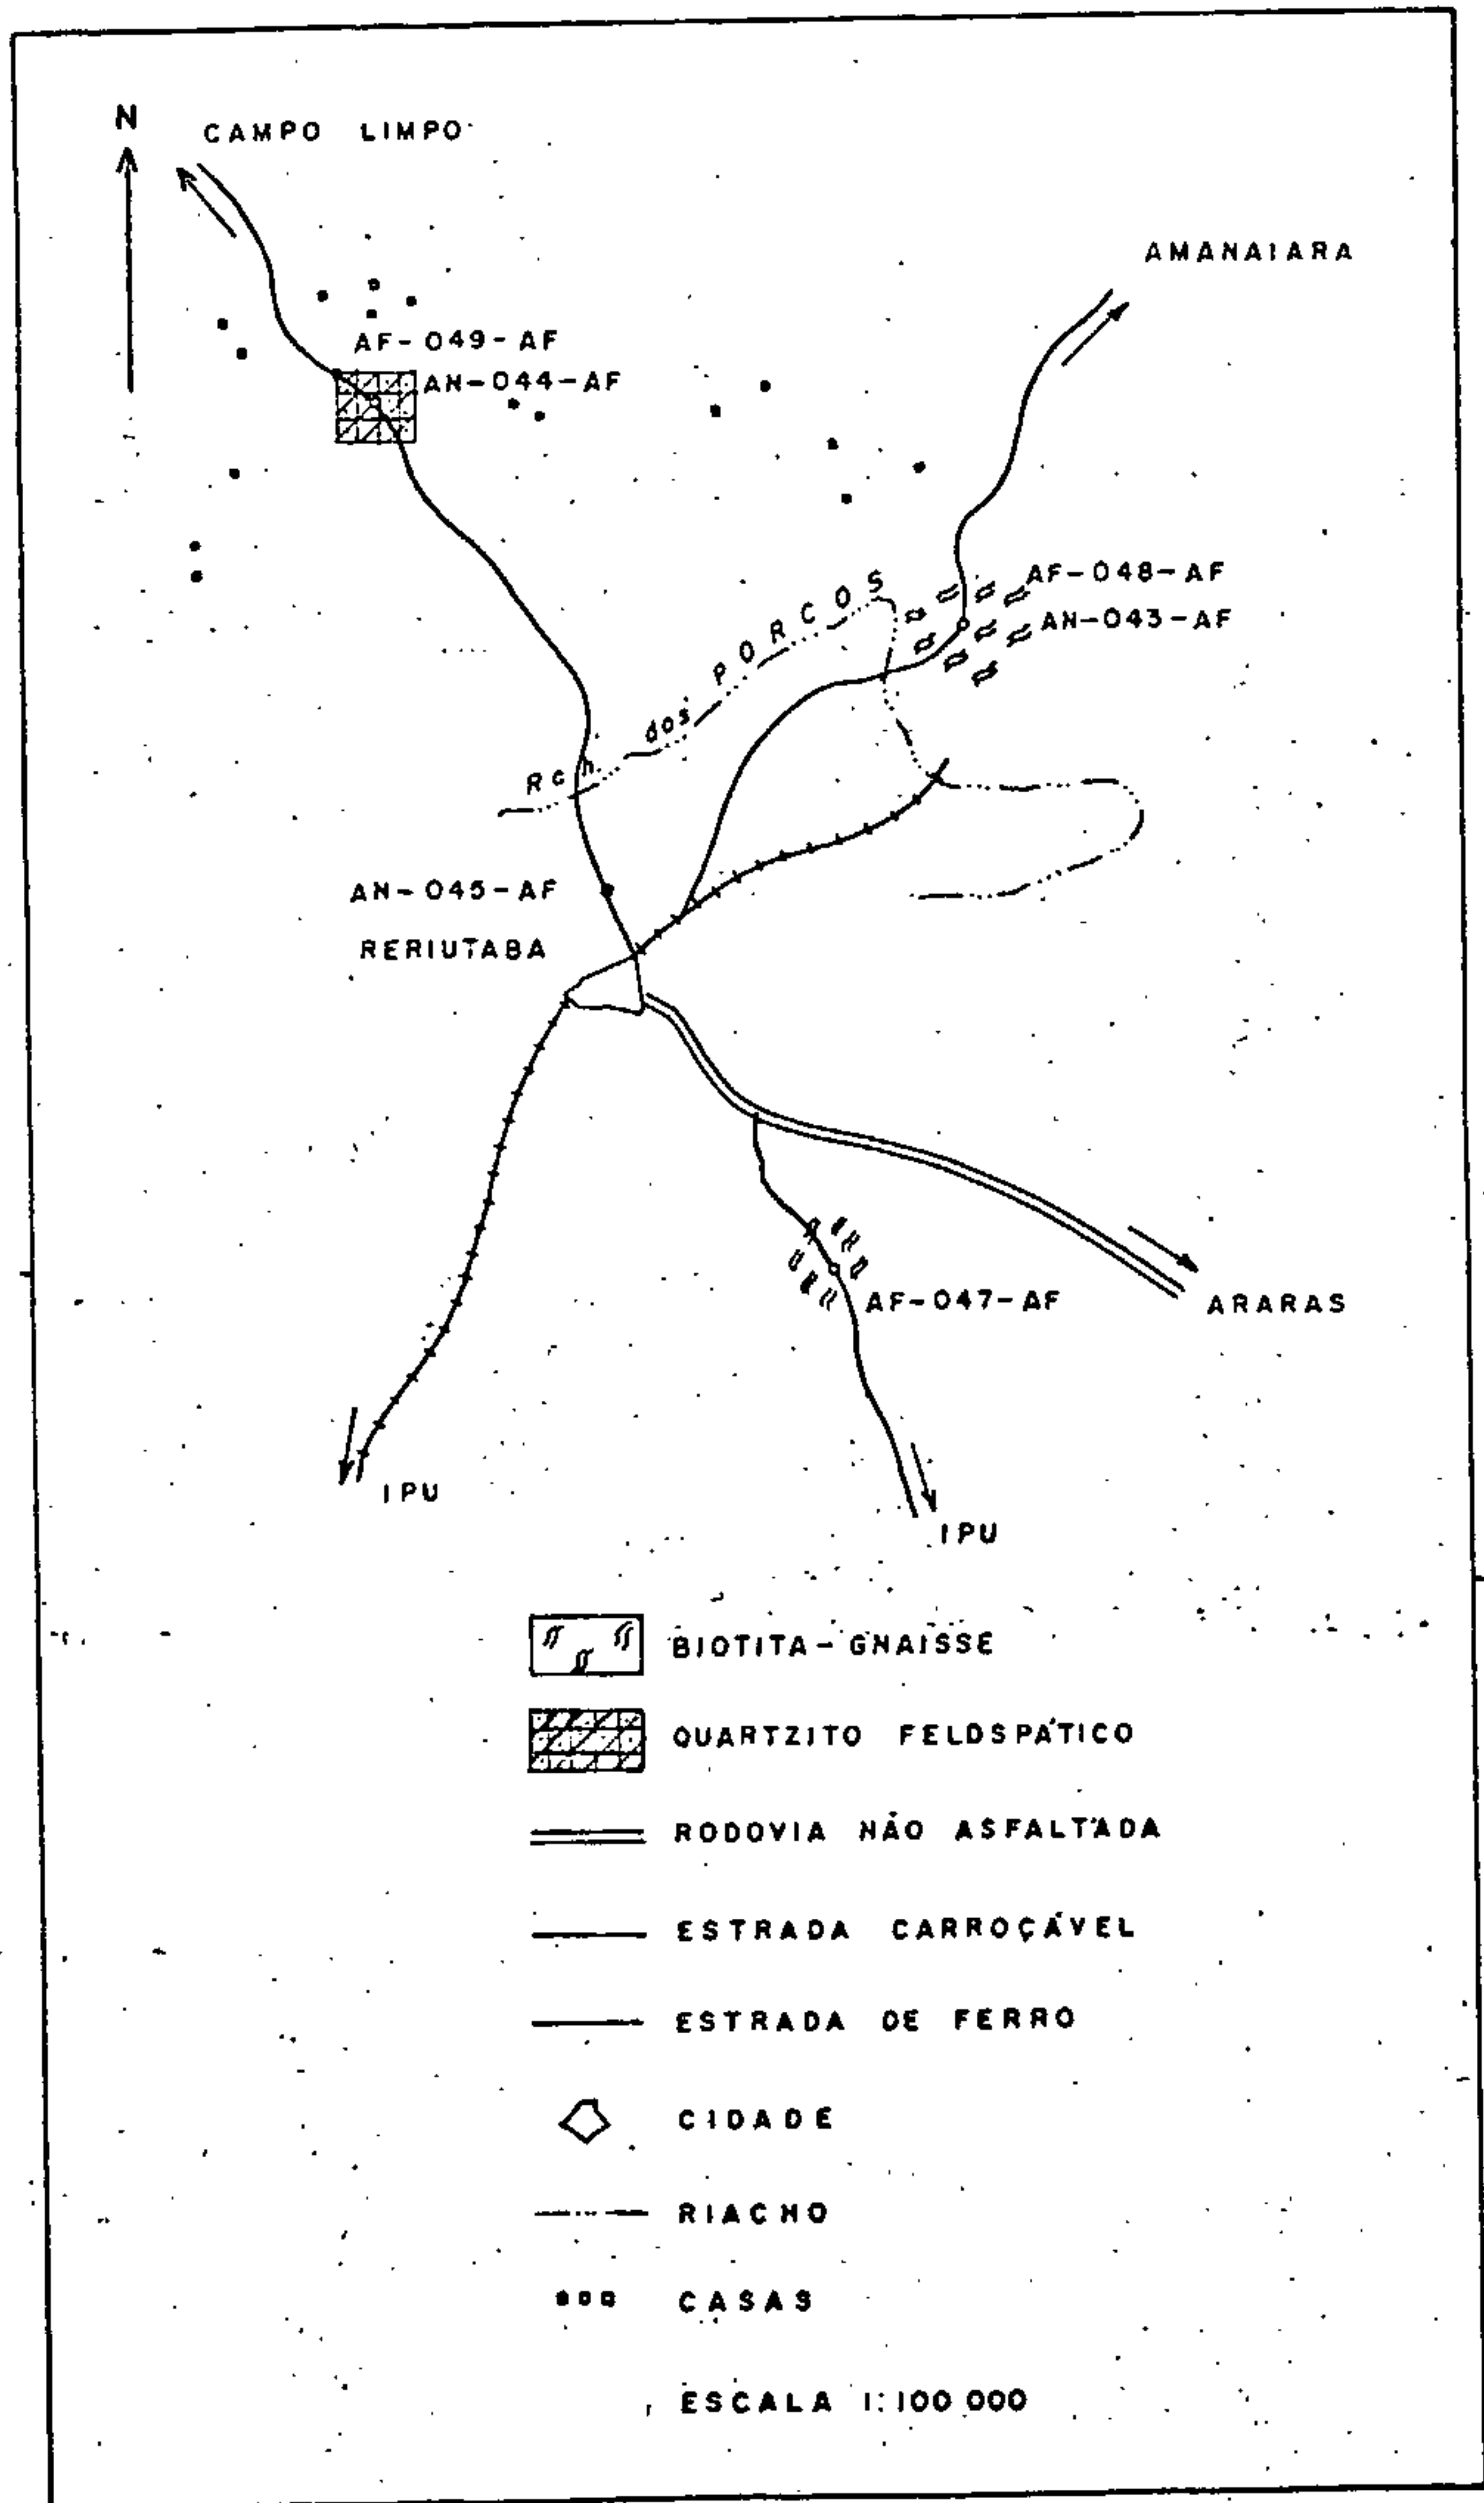 N
CAMPO LIMPO
AMANAIARA
AF-049-AF
AN-044-AF
AF-048-AF
AN-043-AF
RCH. dos PORCOS
AN-045-AF
RERIUTABA
AF-047-AF
ARARAS
IPU
IPU
BIOTITA-GNAISSE
QUARTZITO FELDSPÁTICO
RODOVIA NÃO ASFALTADA
ESTRADA CARROÇÁVEL
ESTRADA DE FERRO
CIDADE
RIACHO
CASAS
ESCALA 1:100 000